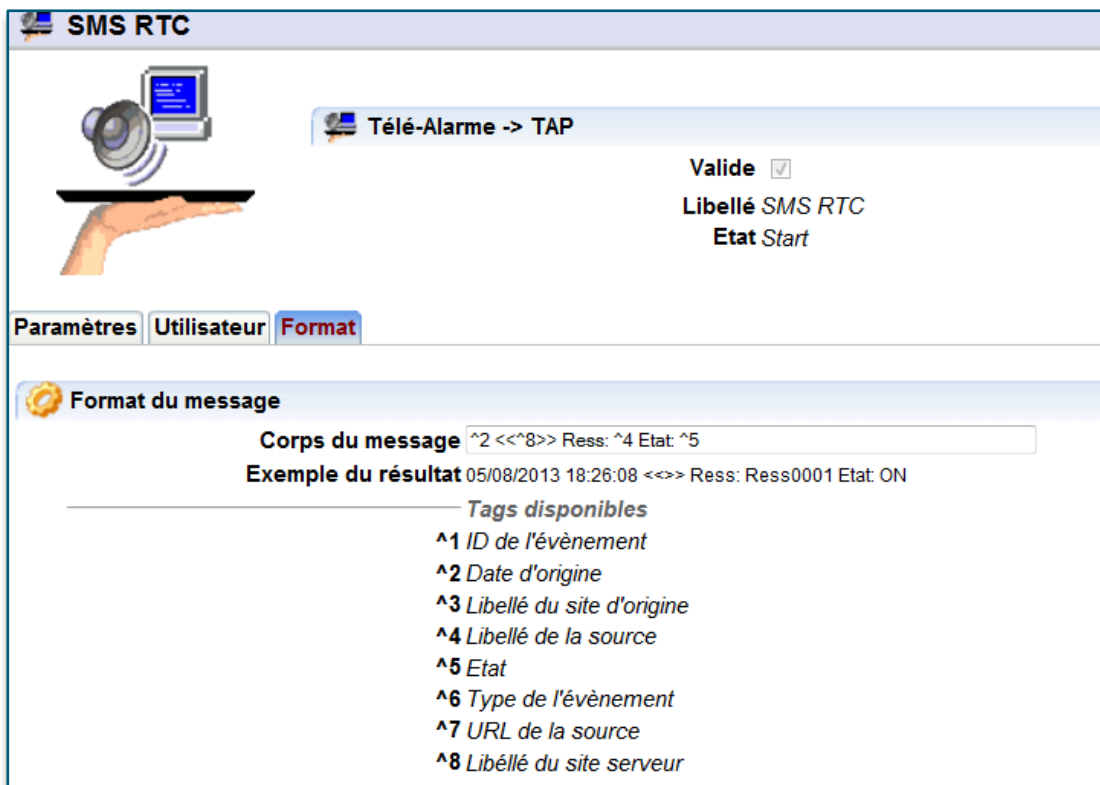 SMS RTC
Télé-Alarme -> TAP
Valide
Libellé SMS RTC
Etat Start
Paramètres Utilisateur Format
Format du message
Corps du message ^2 <<^8>> Ress: ^4 Etat: ^5
Exemple du résultat 05/08/2013 18:26:08 <<>> Ress: Ress0001 Etat: ON
Tags disponibles
^1 ID de l'évènement
^2 Date d'origine
^3 Libellé du site d'origine
^4 Libellé de la source
^5 Etat
^6 Type de l'évènement
^7 URL de la source
^8 Libéllé du site serveur